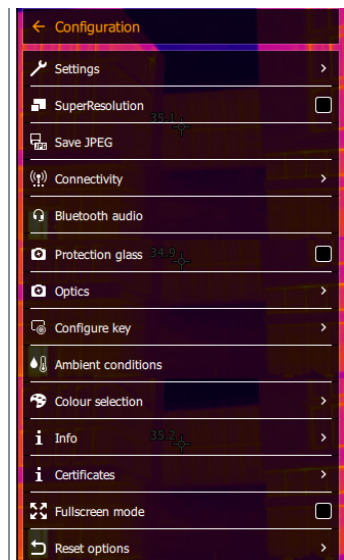 Configuration
Settings
SuperResolution
35.1
Save JPEG
Connectivity
Bluetooth audio
Protection glass
34.9
Optics
Configure key
Ambient conditions
Colour selection
Info
35.2
Certificates
Fullscreen mode
Reset options